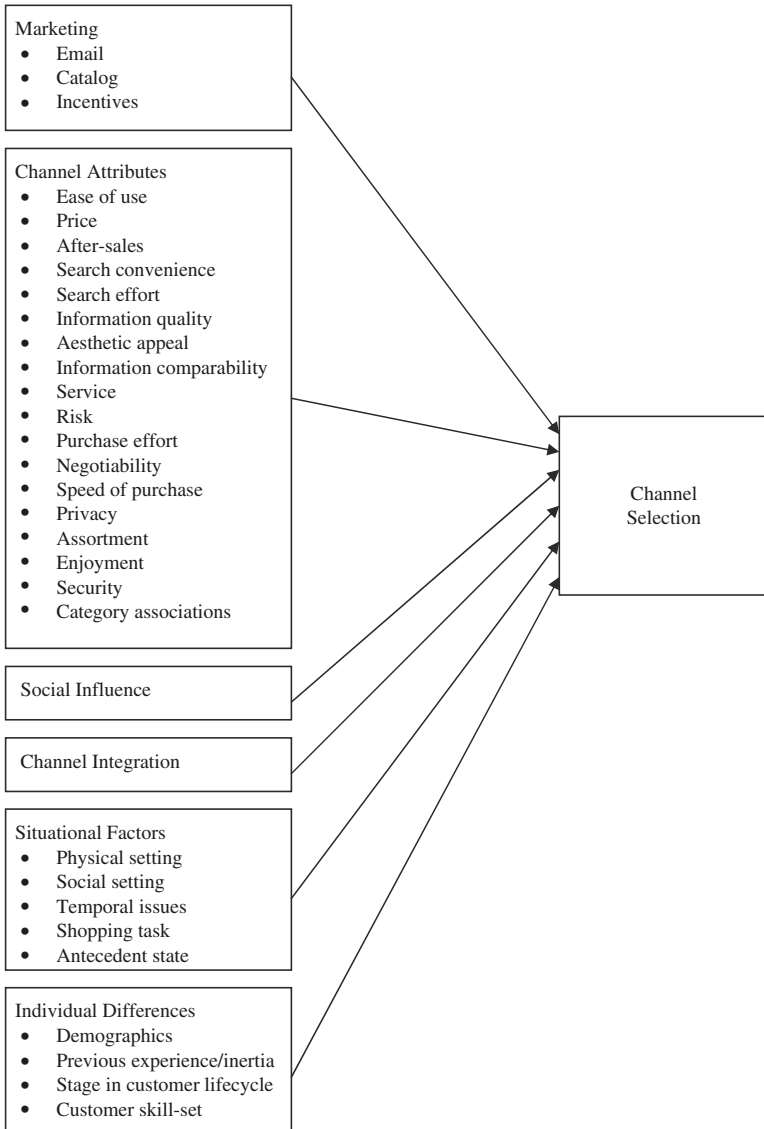 Marketing
• Email
• Catalog
• Incentives
Channel Attributes
• Ease of use
• Price
• After-sales
• Search convenience
• Search effort
• Information quality
• Aesthetic appeal
• Information comparability
• Service
• Risk
• Purchase effort
• Negotiability
• Speed of purchase
• Privacy
• Assortment
• Enjoyment
• Security
• Category associations
Social Influence
Channel Integration
Situational Factors
• Physical setting
• Social setting
• Temporal issues
• Shopping task
• Antecedent state
Individual Differences
• Demographics
• Previous experience/inertia
• Stage in customer lifecycle
• Customer skill-set
Channel
Selection